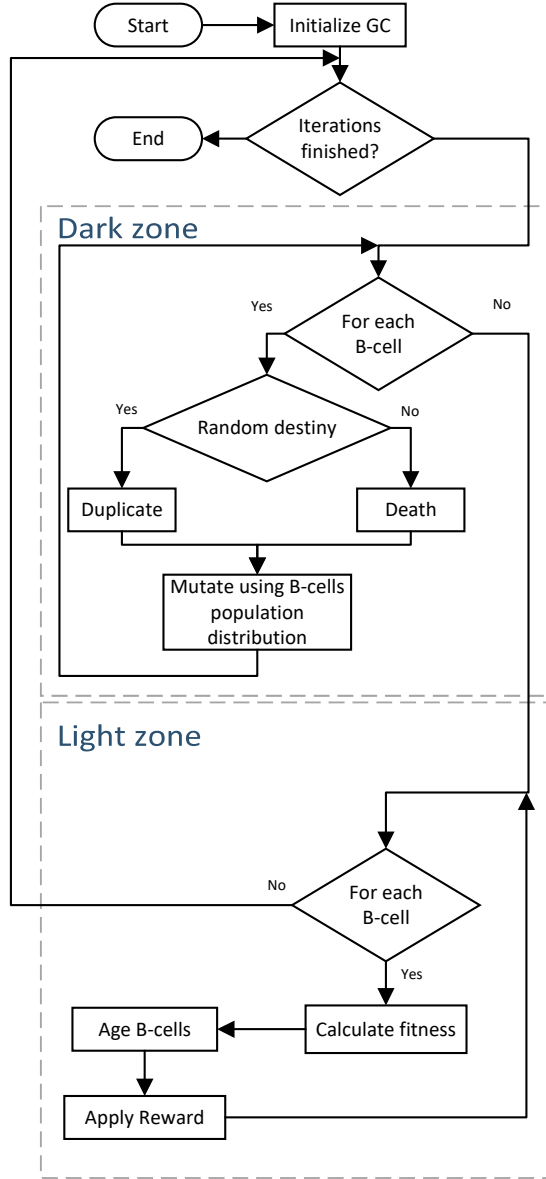 Start
Initialize GC
Iterations
finished?
End
Dark zone
Yes
No
For each
B-cell
Yes
No
Random destiny
Duplicate
Death
Mutate using B-cells
population
distribution
Light zone
No
For each
B-cell
Yes
Age B-cells
Calculate fitness
Apply Reward